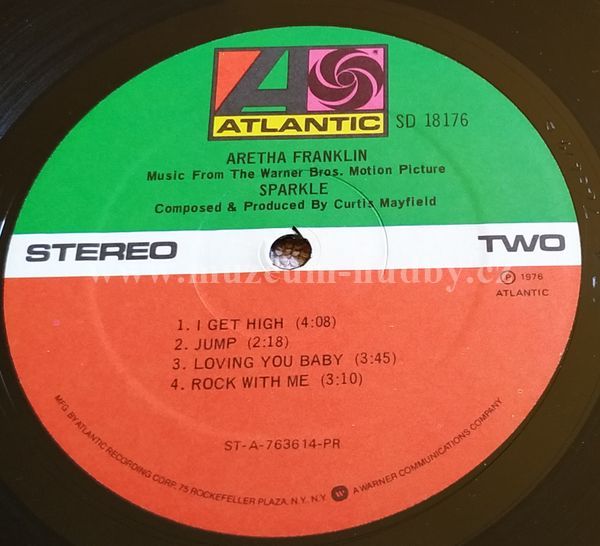 ATLANTIC
SD 18176
ARETHA FRANKLIN
Music From The Warner Bros. Motion Picture
SPARKLE
Composed & Produced By Curtis Mayfield
STEREO
TWO
www.muzeum-hudby.cz
℗ 1976
ATLANTIC
1. I GET HIGH (4:08)
2. JUMP (2:18)
3. LOVING YOU BABY (3:45)
4. ROCK WITH ME (3:10)
ST-A-763614-PR
MFG. BY ATLANTIC RECORDING CORP. 75 ROCKEFELLER PLAZA, N.Y. N.Y. A WARNER COMMUNICATIONS COMPANY